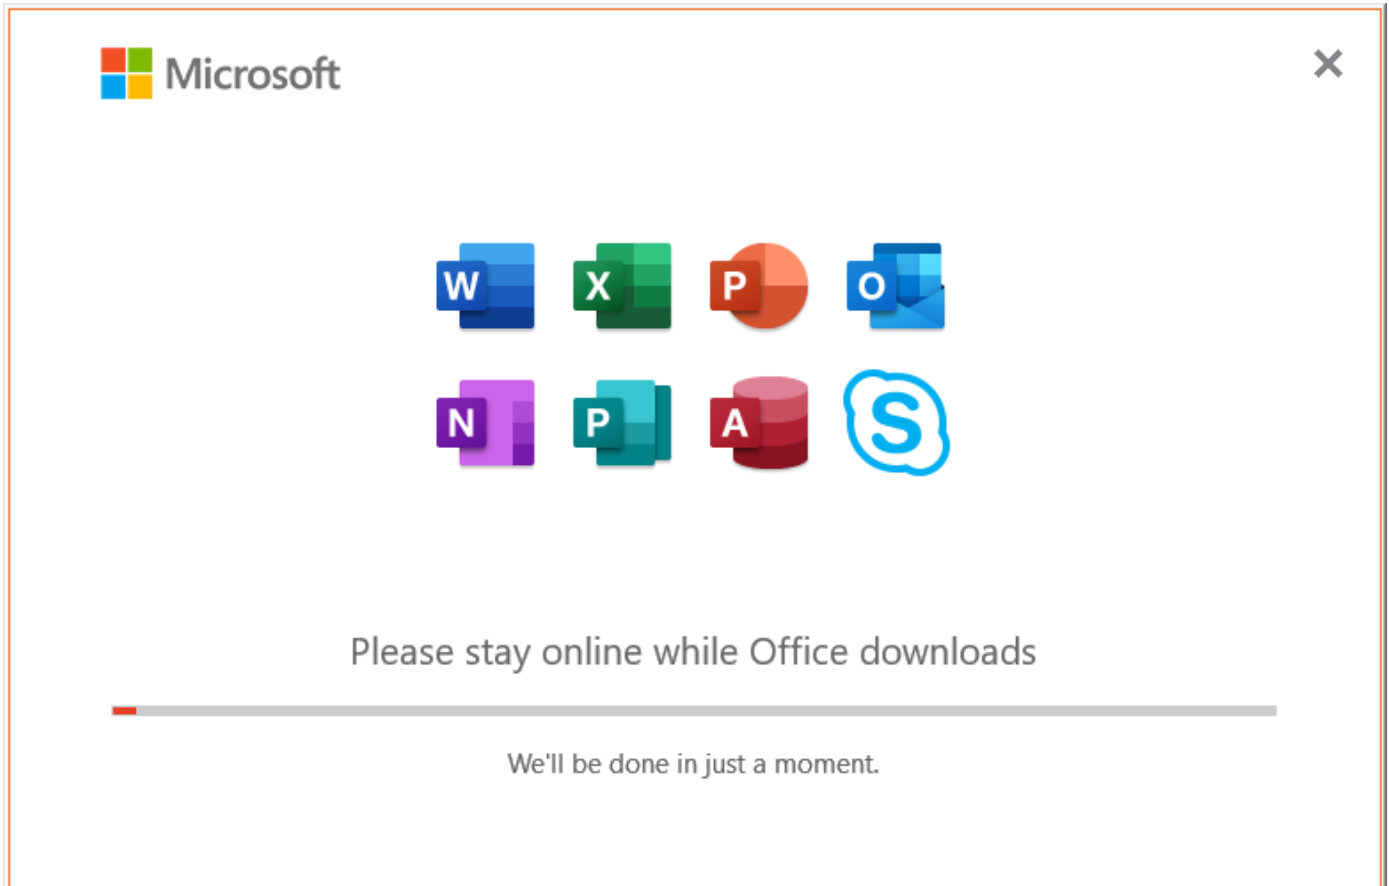 Microsoft
W X P O
N P A S
Please stay online while Office downloads
We'll be done in just a moment.